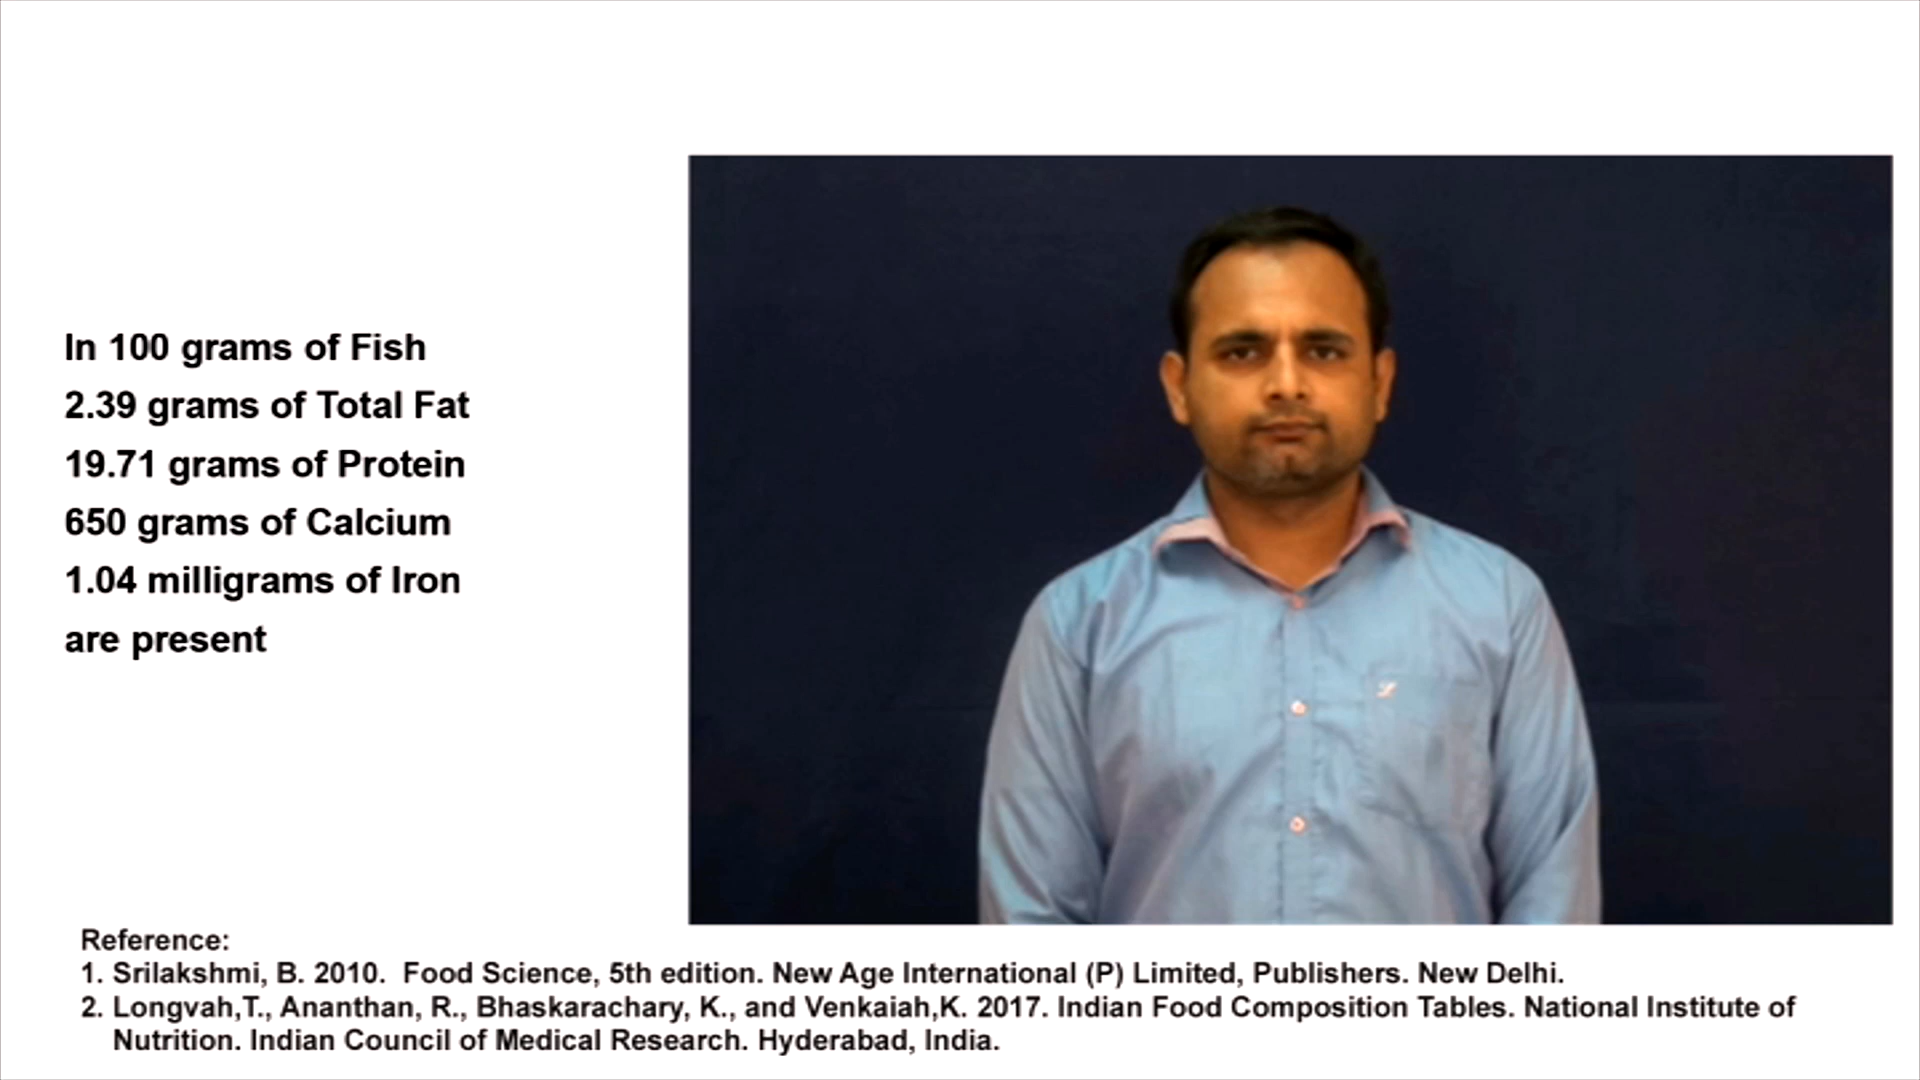 In 100 grams of Fish
2.39 grams of Total Fat
19.71 grams of Protein
650 grams of Calcium
1.04 milligrams of Iron
are present
Reference:
1. Srilakshmi, B. 2010.  Food Science, 5th edition. New Age International (P) Limited, Publishers. New Delhi.
2. Longvah,T., Ananthan, R., Bhaskarachary, K., and Venkaiah,K. 2017. Indian Food Composition Tables. National Institute of
Nutrition. Indian Council of Medical Research. Hyderabad, India.